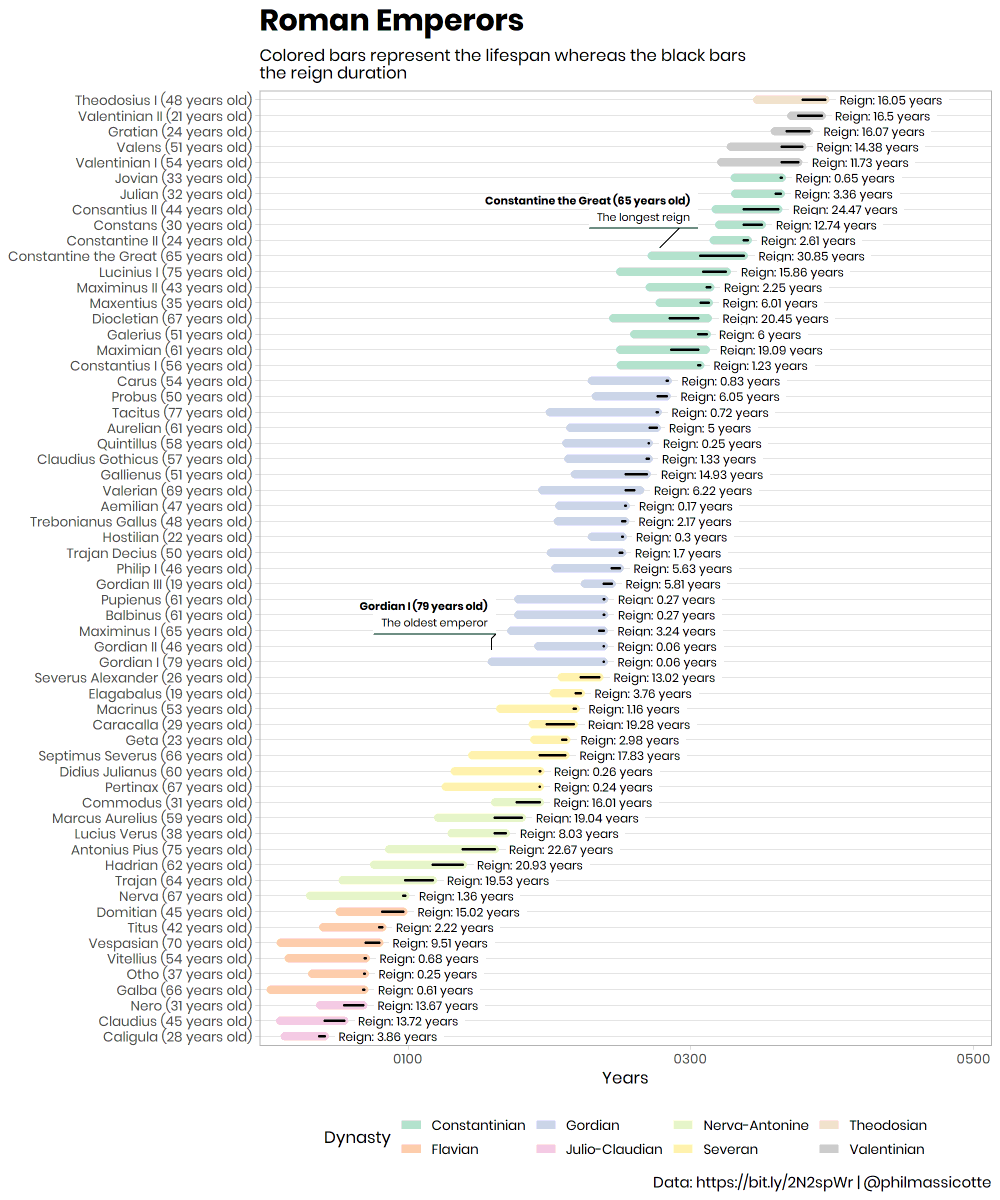 Roman Emperors
Colored bars represent the lifespan whereas the black bars
the reign duration
Theodosius I (48 years old) Reign: 16.05 years
Valentinian II (21 years old) Reign: 16.5 years
Gratian (24 years old) Reign: 16.07 years
Valens (51 years old) Reign: 14.38 years
Valentinian I (54 years old) Reign: 11.73 years
Jovian (33 years old) Reign: 0.65 years
Julian (32 years old) Reign: 3.36 years
Constantine the Great (65 years old)
Consantius II (44 years old) Reign: 24.47 years
The longest reign
Constans (30 years old) Reign: 12.74 years
Constantine II (24 years old) Reign: 2.61 years
Constantine the Great (65 years old) Reign: 30.85 years
Lucinius I (75 years old) Reign: 15.86 years
Maximinus II (43 years old) Reign: 2.25 years
Maxentius (35 years old) Reign: 6.01 years
Diocletian (67 years old) Reign: 20.45 years
Galerius (51 years old) Reign: 6 years
Maximian (61 years old) Reign: 19.09 years
Constantius I (56 years old) Reign: 1.23 years
Carus (54 years old) Reign: 0.83 years
Probus (50 years old) Reign: 6.05 years
Tacitus (77 years old) Reign: 0.72 years
Aurelian (61 years old) Reign: 5 years
Quintillus (58 years old) Reign: 0.25 years
Claudius Gothicus (57 years old) Reign: 1.33 years
Gallienus (51 years old) Reign: 14.93 years
Valerian (69 years old) Reign: 6.22 years
Aemilian (47 years old) Reign: 0.17 years
Trebonianus Gallus (48 years old) Reign: 2.17 years
Hostilian (22 years old) Reign: 0.3 years
Trajan Decius (50 years old) Reign: 1.7 years
Philip I (46 years old) Reign: 5.63 years
Gordian III (19 years old) Reign: 5.81 years
Pupienus (61 years old) Reign: 0.27 years
Gordian I (79 years old)
Balbinus (61 years old) Reign: 0.27 years
The oldest emperor
Maximinus I (65 years old) Reign: 3.24 years
Gordian II (46 years old) Reign: 0.06 years
Gordian I (79 years old) Reign: 0.06 years
Severus Alexander (26 years old) Reign: 13.02 years
Elagabalus (19 years old) Reign: 3.76 years
Macrinus (53 years old) Reign: 1.16 years
Caracalla (29 years old) Reign: 19.28 years
Geta (23 years old) Reign: 2.98 years
Septimus Severus (66 years old) Reign: 17.83 years
Didius Julianus (60 years old) Reign: 0.26 years
Pertinax (67 years old) Reign: 0.24 years
Commodus (31 years old) Reign: 16.01 years
Marcus Aurelius (59 years old) Reign: 19.04 years
Lucius Verus (38 years old) Reign: 8.03 years
Antonius Pius (75 years old) Reign: 22.67 years
Hadrian (62 years old) Reign: 20.93 years
Trajan (64 years old) Reign: 19.53 years
Nerva (67 years old) Reign: 1.36 years
Domitian (45 years old) Reign: 15.02 years
Titus (42 years old) Reign: 2.22 years
Vespasian (70 years old) Reign: 9.51 years
Vitellius (54 years old) Reign: 0.68 years
Otho (37 years old) Reign: 0.25 years
Galba (66 years old) Reign: 0.61 years
Nero (31 years old) Reign: 13.67 years
Claudius (45 years old) Reign: 13.72 years
Caligula (28 years old) Reign: 3.86 years
0100 0300 0500
Years
Dynasty
Constantinian Gordian Nerva-Antonine Theodosian
Flavian Julio-Claudian Severan Valentinian
Data: https://bit.ly/2N2spWr | @philmassicotte